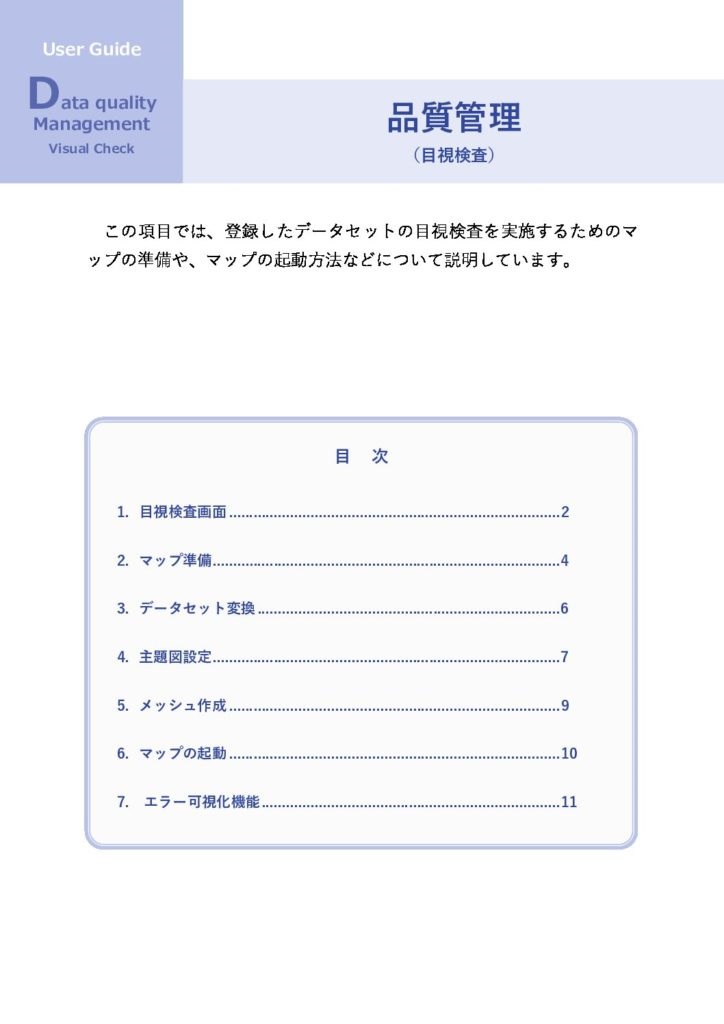 User Guide
Data quality
Management
Visual Check
品質管理
（目視検査）
この項目では、登録したデータセットの目視検査を実施するためのマ
ップの準備や、マップの起動方法などについて説明しています。
目 次
1. 目視検査画面................................................................................2
2. マップ準備....................................................................................4
3. データセット変換.........................................................................6
4. 主題図設定....................................................................................7
5. メッシュ作成................................................................................9
6. マップの起動................................................................................10
7. エラー可視化機能........................................................................11